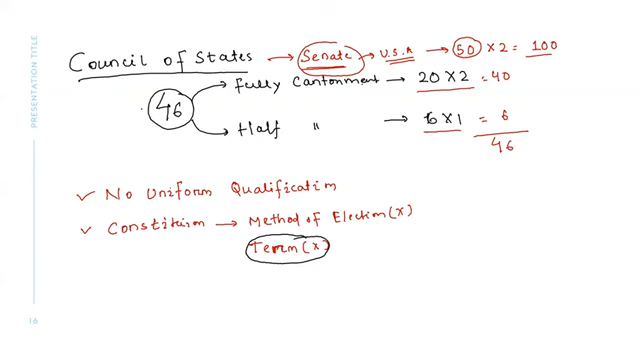 Council of States → Senate → U.S.A → 50 × 2 = 100
46
Fully Cantonment → 20 × 2 = 40
Half " → 6 × 1 = 6
46
✓ No Uniform Qualification
✓ Constitution → Method of Election (×)
Term (×)
PRESENTATION TITLE
16